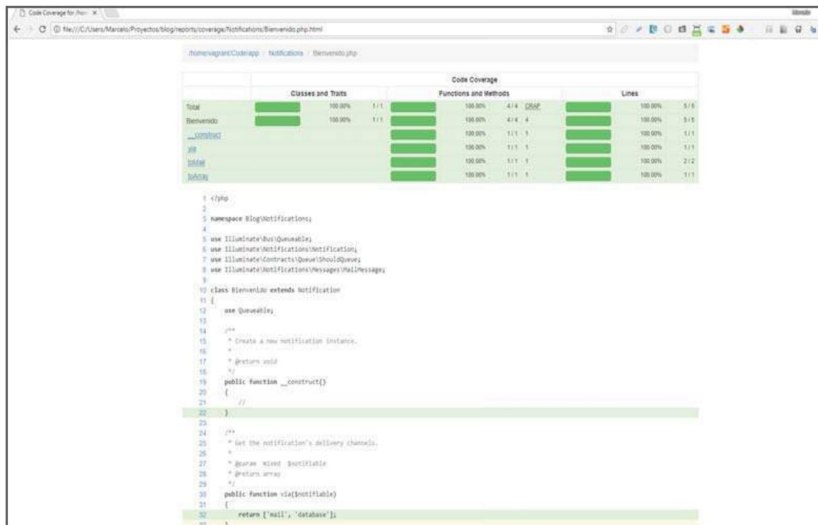 Code Coverage for /hom
Marcelo
file:///C:/Users/Marcelo/Proyectos/blog/reports/coverage/Notifications/Bienvenido.php.html
/home/vagrant/Code/app / Notifications / Bienvenido.php
Code Coverage
Classes and Traits Functions and Methods Lines
Total 100.00% 1 / 1 100.00% 4 / 4 CRAP 100.00% 5 / 5
Bienvenido 100.00% 1 / 1 100.00% 4 / 4 4 100.00% 5 / 5
__construct 100.00% 1 / 1 1 100.00% 1 / 1
via 100.00% 1 / 1 1 100.00% 1 / 1
toMail 100.00% 1 / 1 1 100.00% 2 / 2
toArray 100.00% 1 / 1 1 100.00% 1 / 1
1 <?php
2
3 namespace Blog\Notifications;
4
5 use Illuminate\Bus\Queueable;
6 use Illuminate\Notifications\Notification;
7 use Illuminate\Contracts\Queue\ShouldQueue;
8 use Illuminate\Notifications\Messages\MailMessage;
9
10 class Bienvenido extends Notification
11 {
12 use Queueable;
13
14 /**
15 * Create a new notification instance.
16 *
17 * @return void
18 */
19 public function __construct()
20 {
21 //
22 }
23
24 /**
25 * Get the notification's delivery channels.
26 *
27 * @param mixed $notifiable
28 * @return array
29 */
30 public function via($notifiable)
31 {
32 return ['mail', 'database'];
33 }